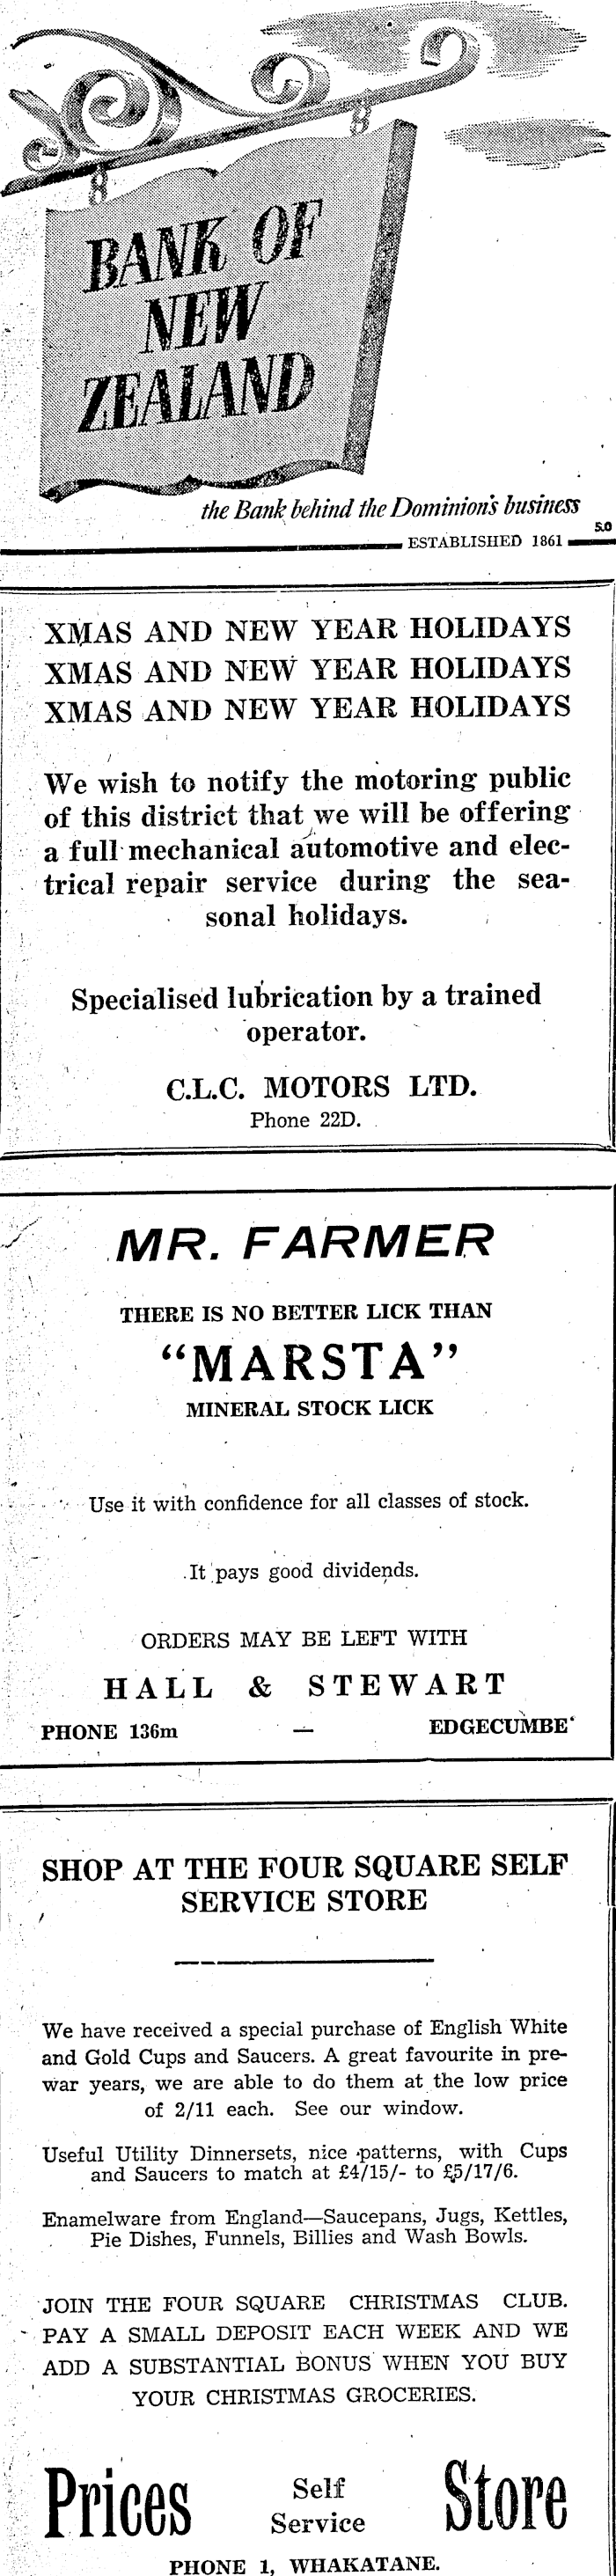 BANK OF
NEW
ZEALAND
the Bank behind the Dominion's business
5.0
ESTABLISHED 1861
XMAS AND NEW YEAR HOLIDAYS
XMAS AND NEW YEAR HOLIDAYS
XMAS AND NEW YEAR HOLIDAYS
We wish to notify the motoring public
of this district that we will be offering
a full mechanical automotive and elec-
trical repair service during the sea-
sonal holidays.
Specialised lubrication by a trained
operator.
C.L.C. MOTORS LTD.
Phone 22D.
MR. FARMER
THERE IS NO BETTER LICK THAN
"MARSTA"
MINERAL STOCK LICK
Use it with confidence for all classes of stock.
It pays good dividends.
ORDERS MAY BE LEFT WITH
HALL & STEWART
PHONE 136m — EDGECUMBE
SHOP AT THE FOUR SQUARE SELF
SERVICE STORE
We have received a special purchase of English White
and Gold Cups and Saucers. A great favourite in pre-
war years, we are able to do them at the low price
of 2/11 each. See our window.
Useful Utility Dinnersets, nice patterns, with Cups
and Saucers to match at £4/15/- to £5/17/6.
Enamelware from England—Saucepans, Jugs, Kettles,
Pie Dishes, Funnels, Billies and Wash Bowls.
JOIN THE FOUR SQUARE CHRISTMAS CLUB.
PAY A SMALL DEPOSIT EACH WEEK AND WE
ADD A SUBSTANTIAL BONUS WHEN YOU BUY
YOUR CHRISTMAS GROCERIES.
Prices Self Service Store
PHONE 1, WHAKATANE.